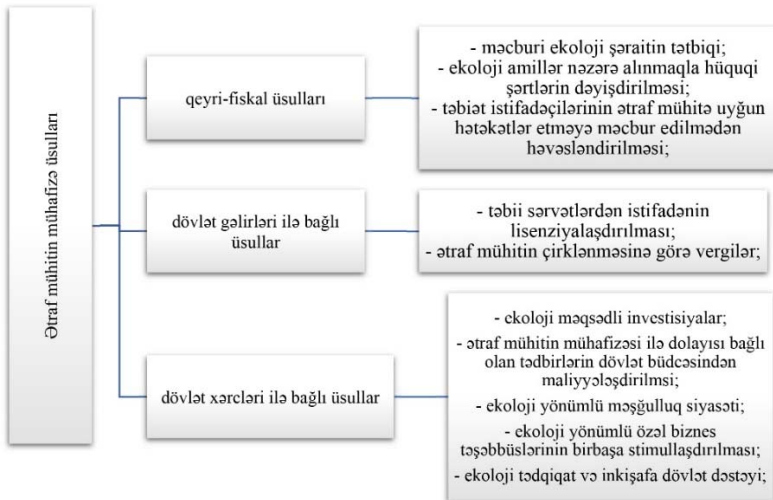 Ətraf mühitin mühafizə üsulları
qeyri-fiskal üsulları
- məcburi ekoloji şəraitin tətbiqi;
- ekoloji amillər nəzərə alınmaqla hüquqi
şərtlərin dəyişdirilməsi;
- təbiət istifadəçilərinin ətraf mühitə uyğun
hətəkətlər etməyə məcbur edilmədən
həvəsləndirilməsi;
dövlət gəlirləri ilə bağlı
üsullar
- təbii sərvətlərdən istifadənin
lisenziyalaşdırılması;
- ətraf mühitin çirklənməsinə görə vergilər;
dövlət xərcləri ilə bağlı üsullar
- ekoloji məqsədli investisiyalar;
- ətraf mühitin mühafizəsi ilə dolayısı bağlı
olan tədbirlərin dövlət büdcəsindən
maliyyələşdirilmsi;
- ekoloji yönümlü məşğulluq siyasəti;
- ekoloji yönümlü özəl biznes
təşəbbüslərinin birbaşa stimullaşdırılması;
- ekoloji tədqiqat və inkişafa dövlət dəstəyi;